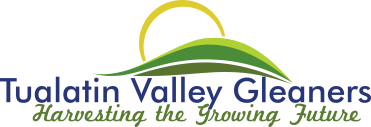 Tualatin Valley Gleaners
Harvesting the Growing Future